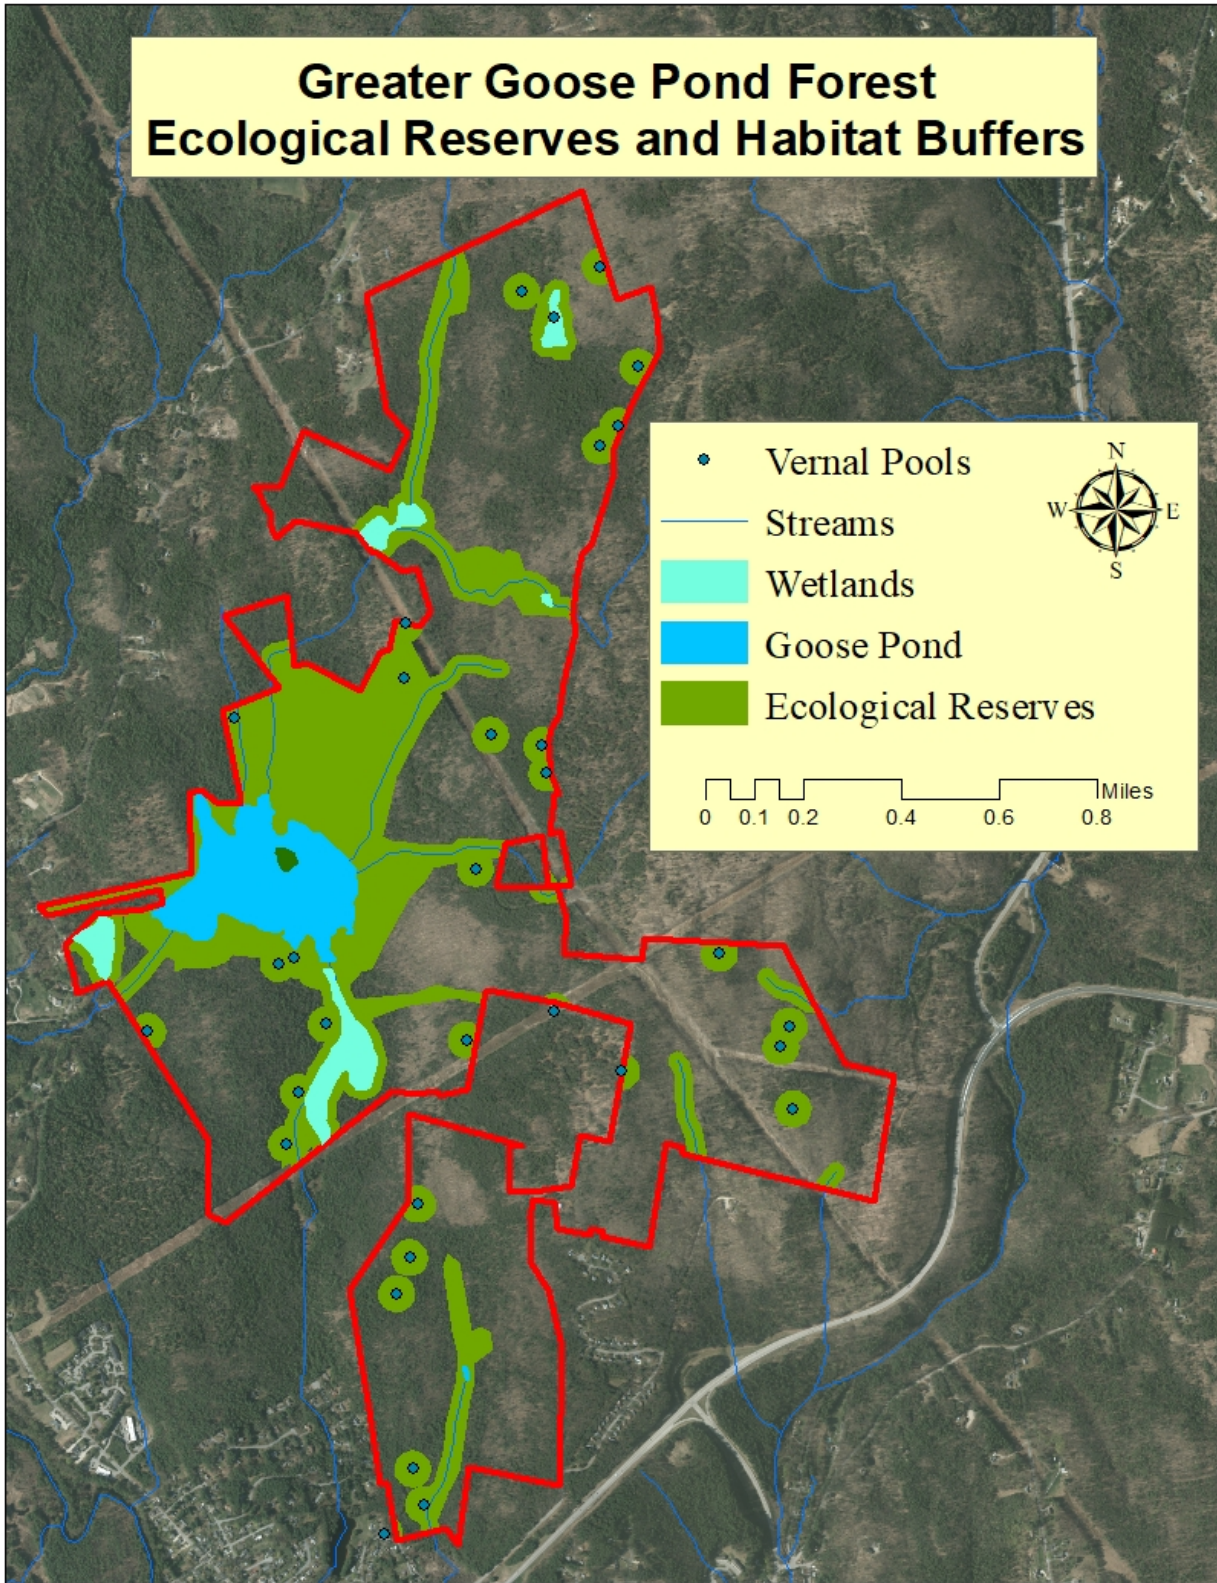 Greater Goose Pond Forest
Ecological Reserves and Habitat Buffers
Vernal Pools
Streams
Wetlands
Goose Pond
Ecological Reserves
N
W E
S
Miles
0 0.1 0.2 0.4 0.6 0.8